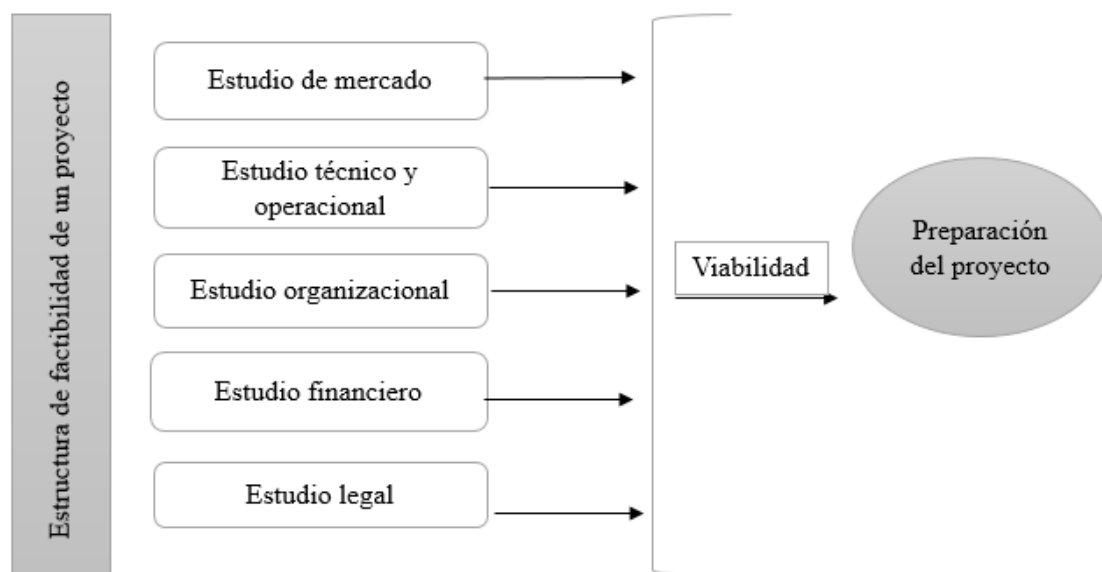 Estructura de factibilidad de un proyecto
Estudio de mercado
Estudio técnico y
operacional
Estudio organizacional
Estudio financiero
Estudio legal
Viabilidad
Preparación
del proyecto